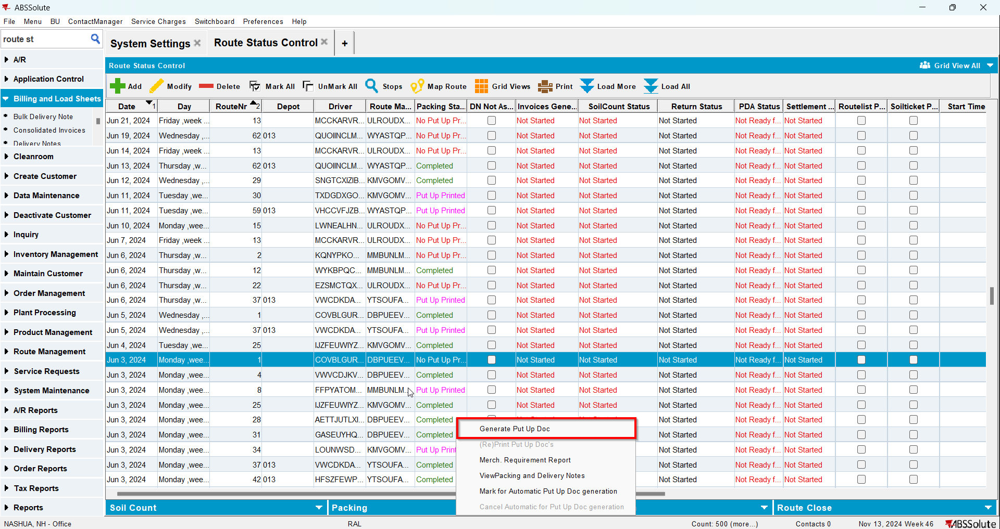 ABSSolute
File Menu BU ContactManager Service Charges Switchboard Preferences Help
route st
System Settings
Route Status Control
+
A/R
Application Control
Billing and Load Sheets
Bulk Delivery Note
Consolidated Invoices
Delivery Notes
Cleanroom
Create Customer
Data Maintenance
Deactivate Customer
Inquiry
Inventory Management
Maintain Customer
Order Management
Plant Processing
Product Management
Route Management
Service Requests
System Maintenance
A/R Reports
Billing Reports
Delivery Reports
Order Reports
Tax Reports
Reports
Route Status Control Grid View All
Add Modify Delete Mark All UnMark All Stops Map Route Grid Views Print Load More Load All
Date 1 Day RouteNr 2 Depot Driver Route Ma... Packing Sta... DN Not As... Invoices Gene... SoilCount Status Return Status PDA Status Settlement ... Routelist P... Soilticket P... Start Time
Jun 21, 2024 Friday ,week ... 13 MCCKARVR... ULROUDX... No Put Up Pr... Not Started Not Started Not Started Not Ready f... Not Started
Jun 19, 2024 Wednesday ,... 62 013 QUOIINCLM... WYASTQP... No Put Up Pr... Not Started Not Started Not Started Not Ready f... Not Started
Jun 14, 2024 Friday ,week ... 13 MCCKARVR... ULROUDX... No Put Up Pr... Not Started Not Started Not Started Not Ready f... Not Started
Jun 13, 2024 Thursday ,w... 62 013 QUOIINCLM... WYASTQP... Completed Not Started Not Started Not Started Not Ready f... Not Started
Jun 12, 2024 Wednesday ,... 29 SNGTCXIZIB... KMVGOMV... Completed Not Started Not Started Not Started Not Ready f... Not Started
Jun 11, 2024 Tuesday ,we... 30 TXDGDXGO... KMVGOMV... Put Up Printed Not Started Not Started Not Started Not Ready f... Not Started
Jun 11, 2024 Tuesday ,we... 59 013 VHCCVFJZB... WYASTQP... Put Up Printed Not Started Not Started Not Started Not Ready f... Not Started
Jun 10, 2024 Monday ,wee... 15 LWNEALHN... ULROUDX... No Put Up Pr... Not Started Not Started Not Started Not Ready f... Not Started
Jun 7, 2024 Friday ,week ... 13 MCCKARVR... ULROUDX... No Put Up Pr... Not Started Not Started Not Started Not Ready f... Not Started
Jun 6, 2024 Thursday ,w... 2 KQNYPKO... MMBUNLM... No Put Up Pr... Not Started Not Started Not Started Not Ready f... Not Started
Jun 6, 2024 Thursday ,w... 12 WYKBPQC... MMBUNLM... Completed Not Started Not Started Not Started Not Ready f... Not Started
Jun 6, 2024 Thursday ,w... 22 EZSMCTQX... ULROUDX... No Put Up Pr... Not Started Not Started Not Started Not Ready f... Not Started
Jun 6, 2024 Thursday ,w... 37 013 VWCDKDA... YTSOUFA... Put Up Printed Not Started Not Started Not Started Not Ready f... Not Started
Jun 5, 2024 Wednesday ,... 1 COVBLGUR... DBPUEEV... Completed Not Started Not Started Not Started Not Ready f... Not Started
Jun 5, 2024 Wednesday ,... 37 013 VWCDKDA... YTSOUFA... Put Up Printed Not Started Not Started Not Started Not Ready f... Not Started
Jun 4, 2024 Tuesday ,we... 25 IJZFEUWIYZ... KMVGOMV... Completed Not Started Not Started Not Started Not Ready f... Not Started
Jun 3, 2024 Monday ,wee... 1 COVBLGUR... DBPUEEV... No Put Up Pr... Not Started Not Started Not Started Not Ready f... Not Started
Jun 3, 2024 Monday ,wee... 4 VWVCDJKV... DBPUEEV... Completed Not Started Not Started Not Started Not Ready f... Not Started
Jun 3, 2024 Monday ,wee... 8 FFPYATOM... MMBUNLM... Put Up Printed Not Started Not Started Not Started Not Ready f... Not Started
Jun 3, 2024 Monday ,wee... 25 IJZFEUWIYZ... KMVGOMV... Completed Not Started Not Started Not Started Not Ready f... Not Started
Jun 3, 2024 Monday ,wee... 28 AETTJUTLXI... DBPUEEV... Completed Not Started Not Ready f... Not Started
Jun 3, 2024 Monday ,wee... 31 GASEUYHQ... DBPUEEV... Completed Not Started Not Ready f... Not Started
Jun 3, 2024 Monday ,wee... 34 LOUNWSD... KMVGOMV... Put Up Print Not Started Not Ready f... Not Started
Jun 3, 2024 Monday ,wee... 37 013 VWCDKDA... YTSOUFA... Completed Not Started Not Ready f... Not Started
Jun 3, 2024 Monday ,wee... 42 013 HFSZFEWP... YTSOUFA... Completed Not Started Not Ready f... Not Started
Generate Put Up Doc
(Re)Print Put Up Doc's
Merch. Requirement Report
ViewPacking and Delivery Notes
Mark for Automatic Put Up Doc generation
Cancel Automatic for Put Up Doc generation
Soil Count Packing Route Close
NASHUA, NH - Office RAL Count: 500 (more...) Contacts 0 Nov 13, 2024 Week 46 ABSSolute